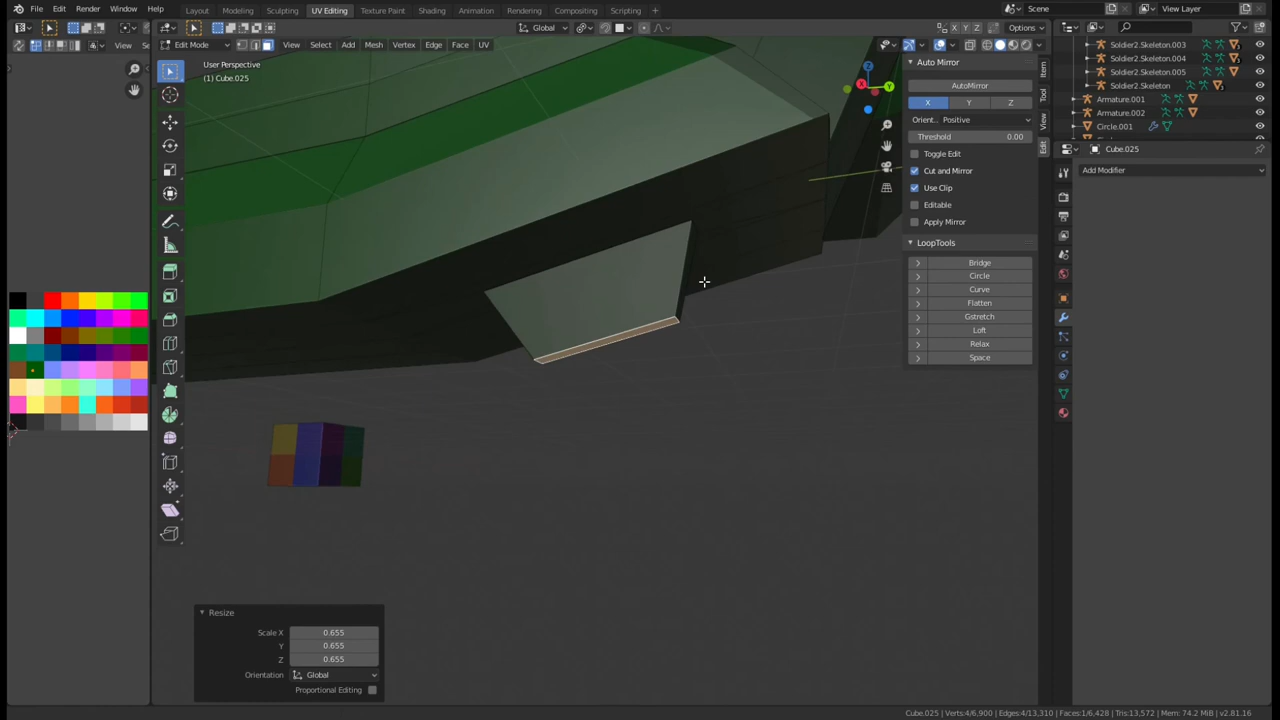 File Edit Render Window Help Layout Modeling Sculpting UV Editing Texture Paint Shading Animation Rendering Compositing Scripting + Scene View Layer
View Se
Global Options
Edit Mode View Select Add Mesh Vertex Edge Face UV
User Perspective
(1) Cube.025
Auto Mirror
AutoMirror
X Y Z
Orient.. Positive
Threshold 0.00
Toggle Edit
Cut and Mirror
Use Clip
Editable
Apply Mirror
LoopTools
Bridge
Circle
Curve
Flatten
Gstretch
Loft
Relax
Space
Item
Tool
View
Edit
Soldier2.Skeleton.003
Soldier2.Skeleton.004
Soldier2.Skeleton.005
Soldier2.Skeleton
Armature.001
Armature.002
Circle.001
Cube.025
Add Modifier
Resize
Scale X 0.655
Y 0.655
Z 0.655
Orientation Global
Proportional Editing
Cube.025 | Verts:4/6,900 | Edges:4/13,310 | Faces:1/6,428 | Tris:13,572 | Mem: 74.2 MiB | v2.81.16